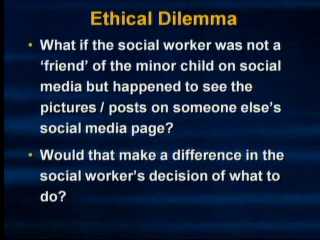 Ethical Dilemma
• What if the social worker was not a
‘friend’ of the minor child on social
media but happened to see the
pictures / posts on someone else’s
social media page?
• Would that make a difference in the
social worker’s decision of what to
do?